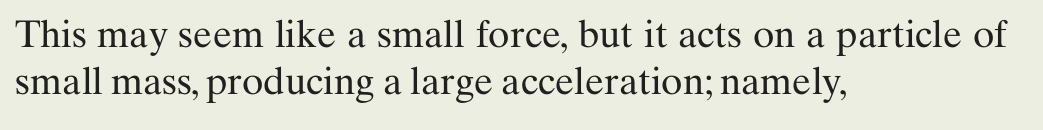 This may seem like a small force, but it acts on a particle of
small mass, producing a large acceleration; namely,